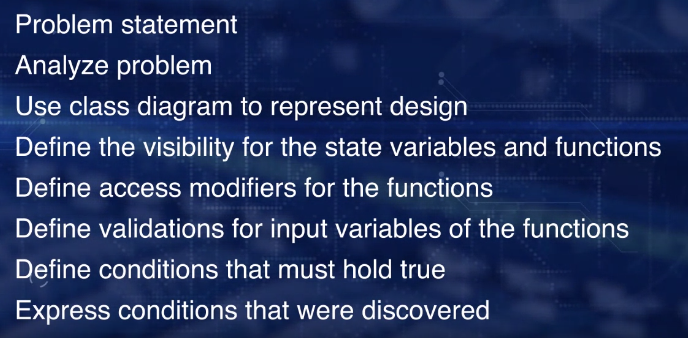 Problem statement
Analyze problem
Use class diagram to represent design
Define the visibility for the state variables and functions
Define access modifiers for the functions
Define validations for input variables of the functions
Define conditions that must hold true
Express conditions that were discovered